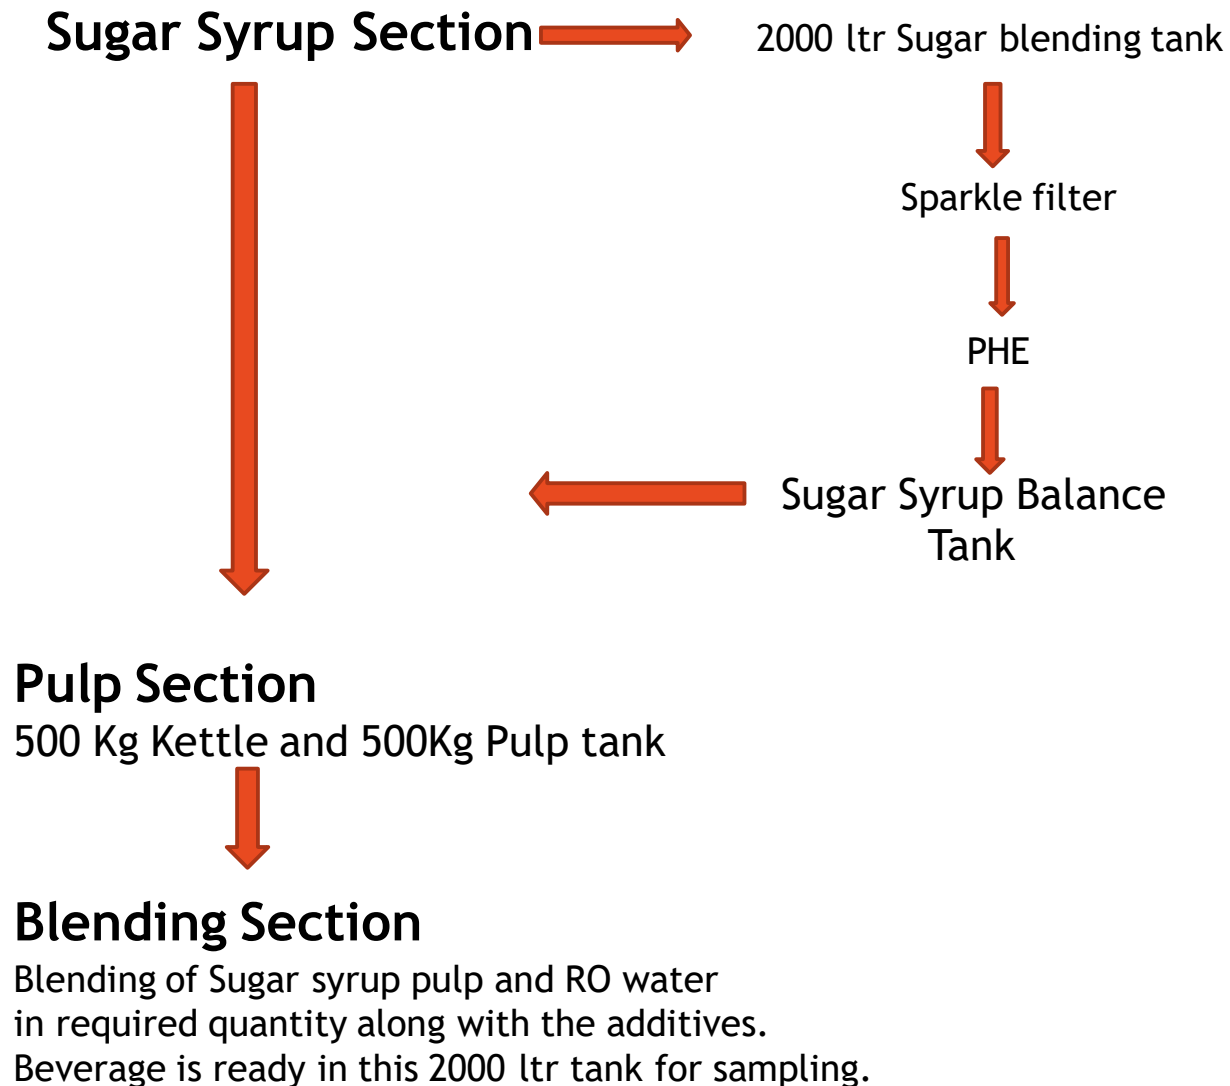 Sugar Syrup Section
2000 ltr Sugar blending tank
Sparkle filter
PHE
Sugar Syrup Balance
Tank
Pulp Section
500 Kg Kettle and 500Kg Pulp tank
Blending Section
Blending of Sugar syrup pulp and RO water
in required quantity along with the additives.
Beverage is ready in this 2000 ltr tank for sampling.